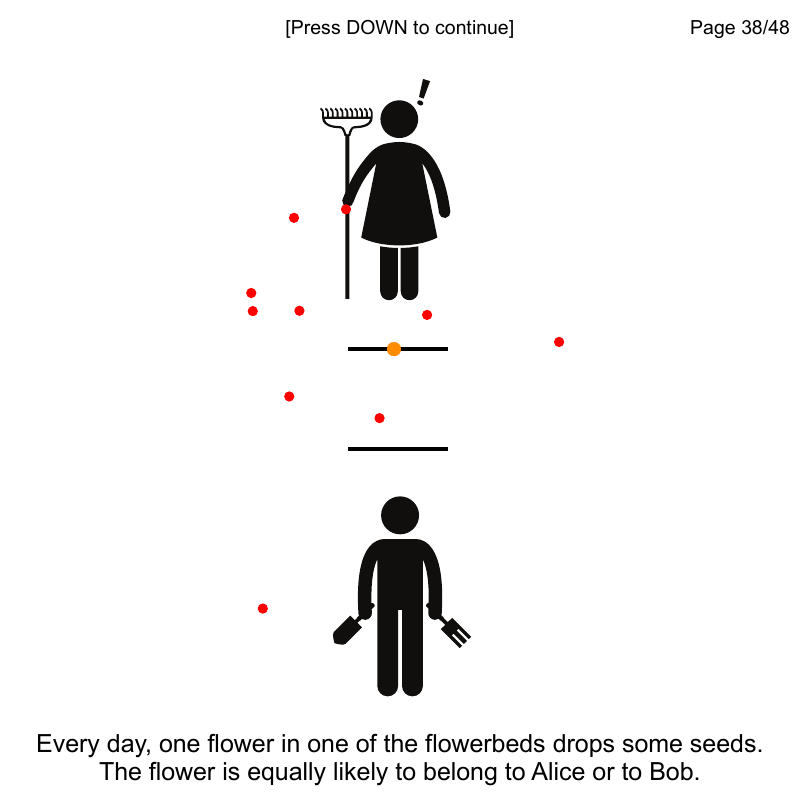 [Press DOWN to continue]
Page 38/48
!
Every day, one flower in one of the flowerbeds drops some seeds.
The flower is equally likely to belong to Alice or to Bob.